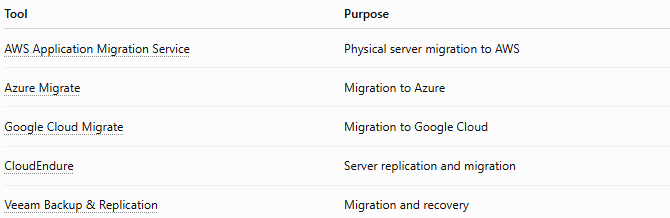 Tool Purpose
AWS Application Migration Service Physical server migration to AWS
Azure Migrate Migration to Azure
Google Cloud Migrate Migration to Google Cloud
CloudEndure Server replication and migration
Veeam Backup & Replication Migration and recovery